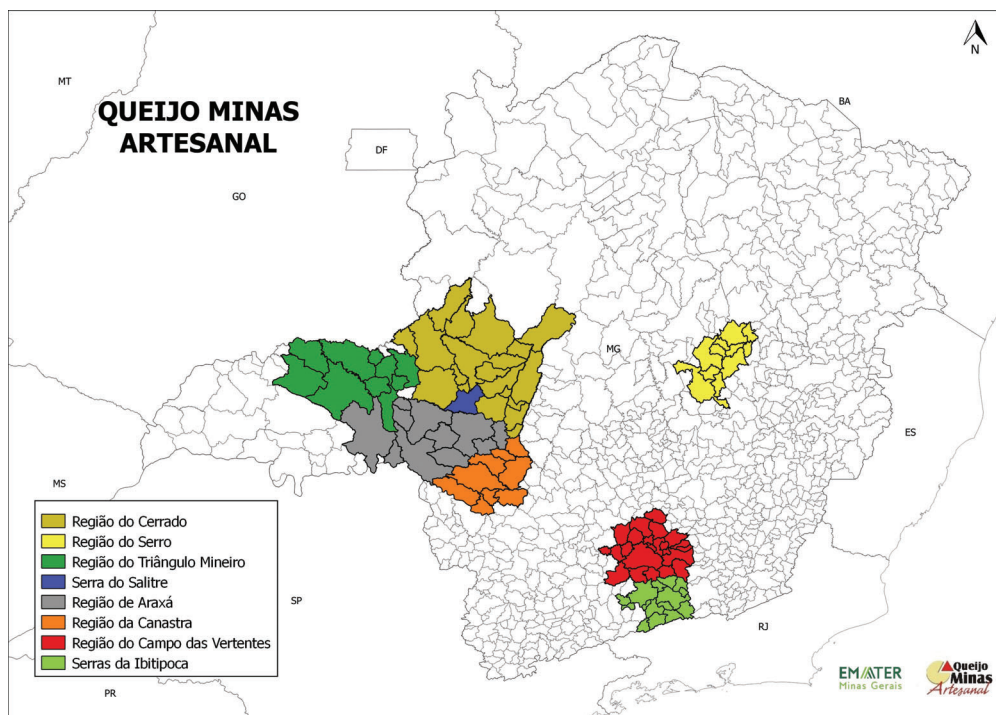 QUEIJO MINAS
ARTESANAL
N
MT
BA
DF
GO
MG
ES
MS
SP
RJ
PR
Região do Cerrado
Região do Serro
Região do Triângulo Mineiro
Serra do Salitre
Região de Araxá
Região da Canastra
Região do Campo das Vertentes
Serras da Ibitipoca
EMATER
Minas Gerais
Queijo
Minas
Artesanal